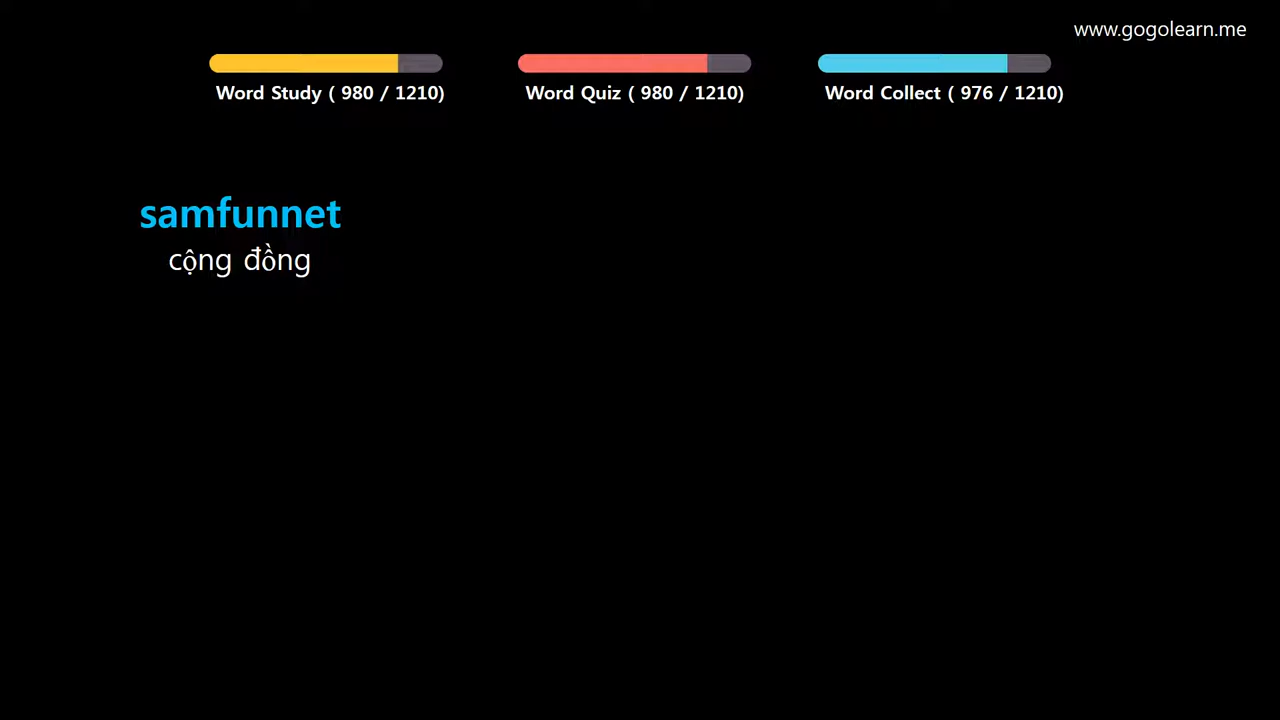 www.gogolearn.me
Word Study ( 980 / 1210)
Word Quiz ( 980 / 1210)
Word Collect ( 976 / 1210)
samfunnet
cộng đồng